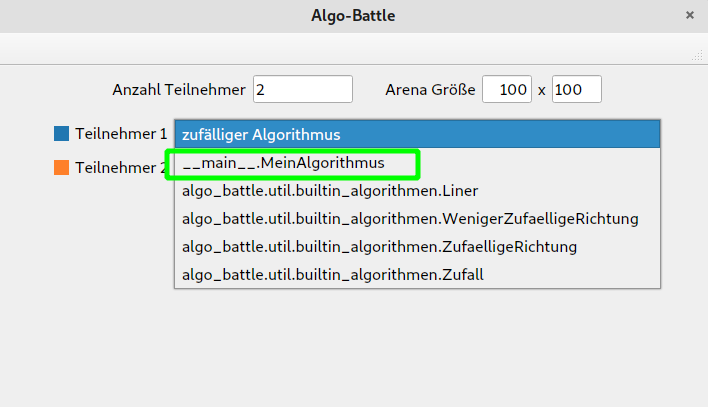 Algo-Battle
×
Anzahl Teilnehmer 2 Arena Größe 100 x 100
Teilnehmer 1 zufälliger Algorithmus
Teilnehmer 2 __main__.MeinAlgorithmus
algo_battle.util.builtin_algorithmen.Liner
algo_battle.util.builtin_algorithmen.WenigerZufaelligeRichtung
algo_battle.util.builtin_algorithmen.ZufaelligeRichtung
algo_battle.util.builtin_algorithmen.Zufall